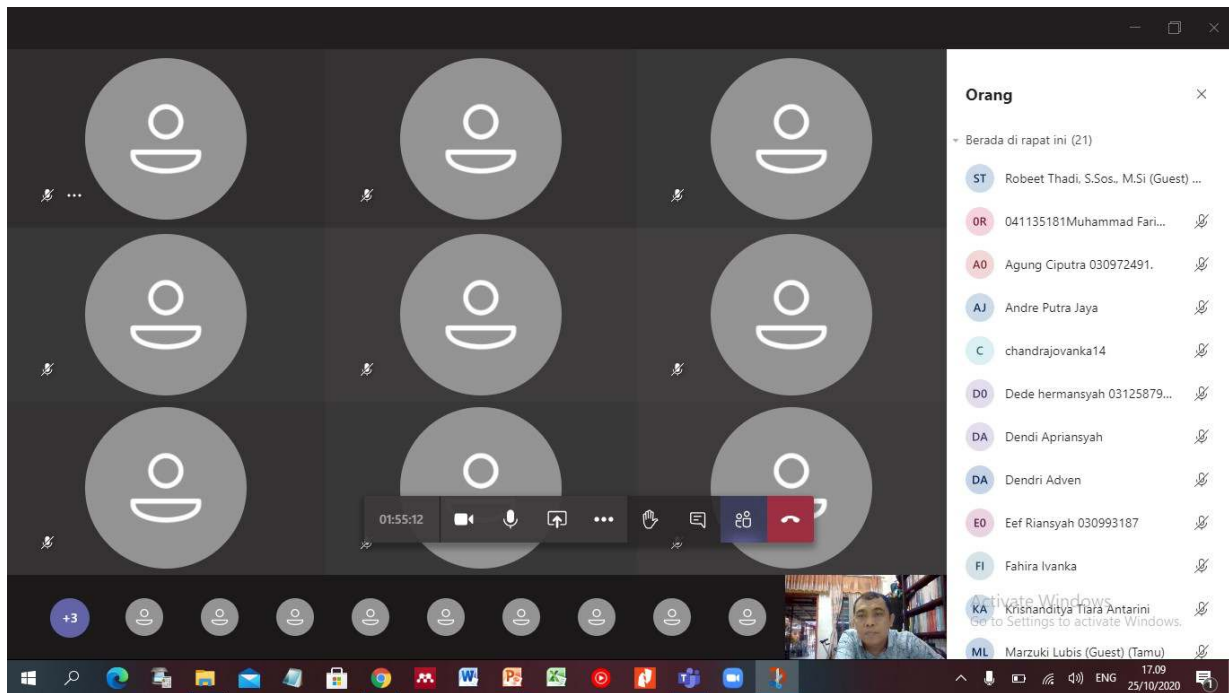 Orang
Berada di rapat ini (21)
ST Robeet Thadi, S.Sos., M.Si (Guest) ...
0R 041135181Muhammad Fari...
A0 Agung Ciputra 030972491.
AJ Andre Putra Jaya
C chandrajovanka14
D0 Dede hermansyah 03125879...
DA Dendi Apriansyah
DA Dendri Adven
E0 Eef Riansyah 030993187
FI Fahira Ivanka
KA Krisnanditya Tiara Antarini
ML Marzuki Lubis (Guest) (Tamu)
Activate Windows
Go to Settings to activate Windows.
01:55:12
+3
ENG
17.09
25/10/2020
1